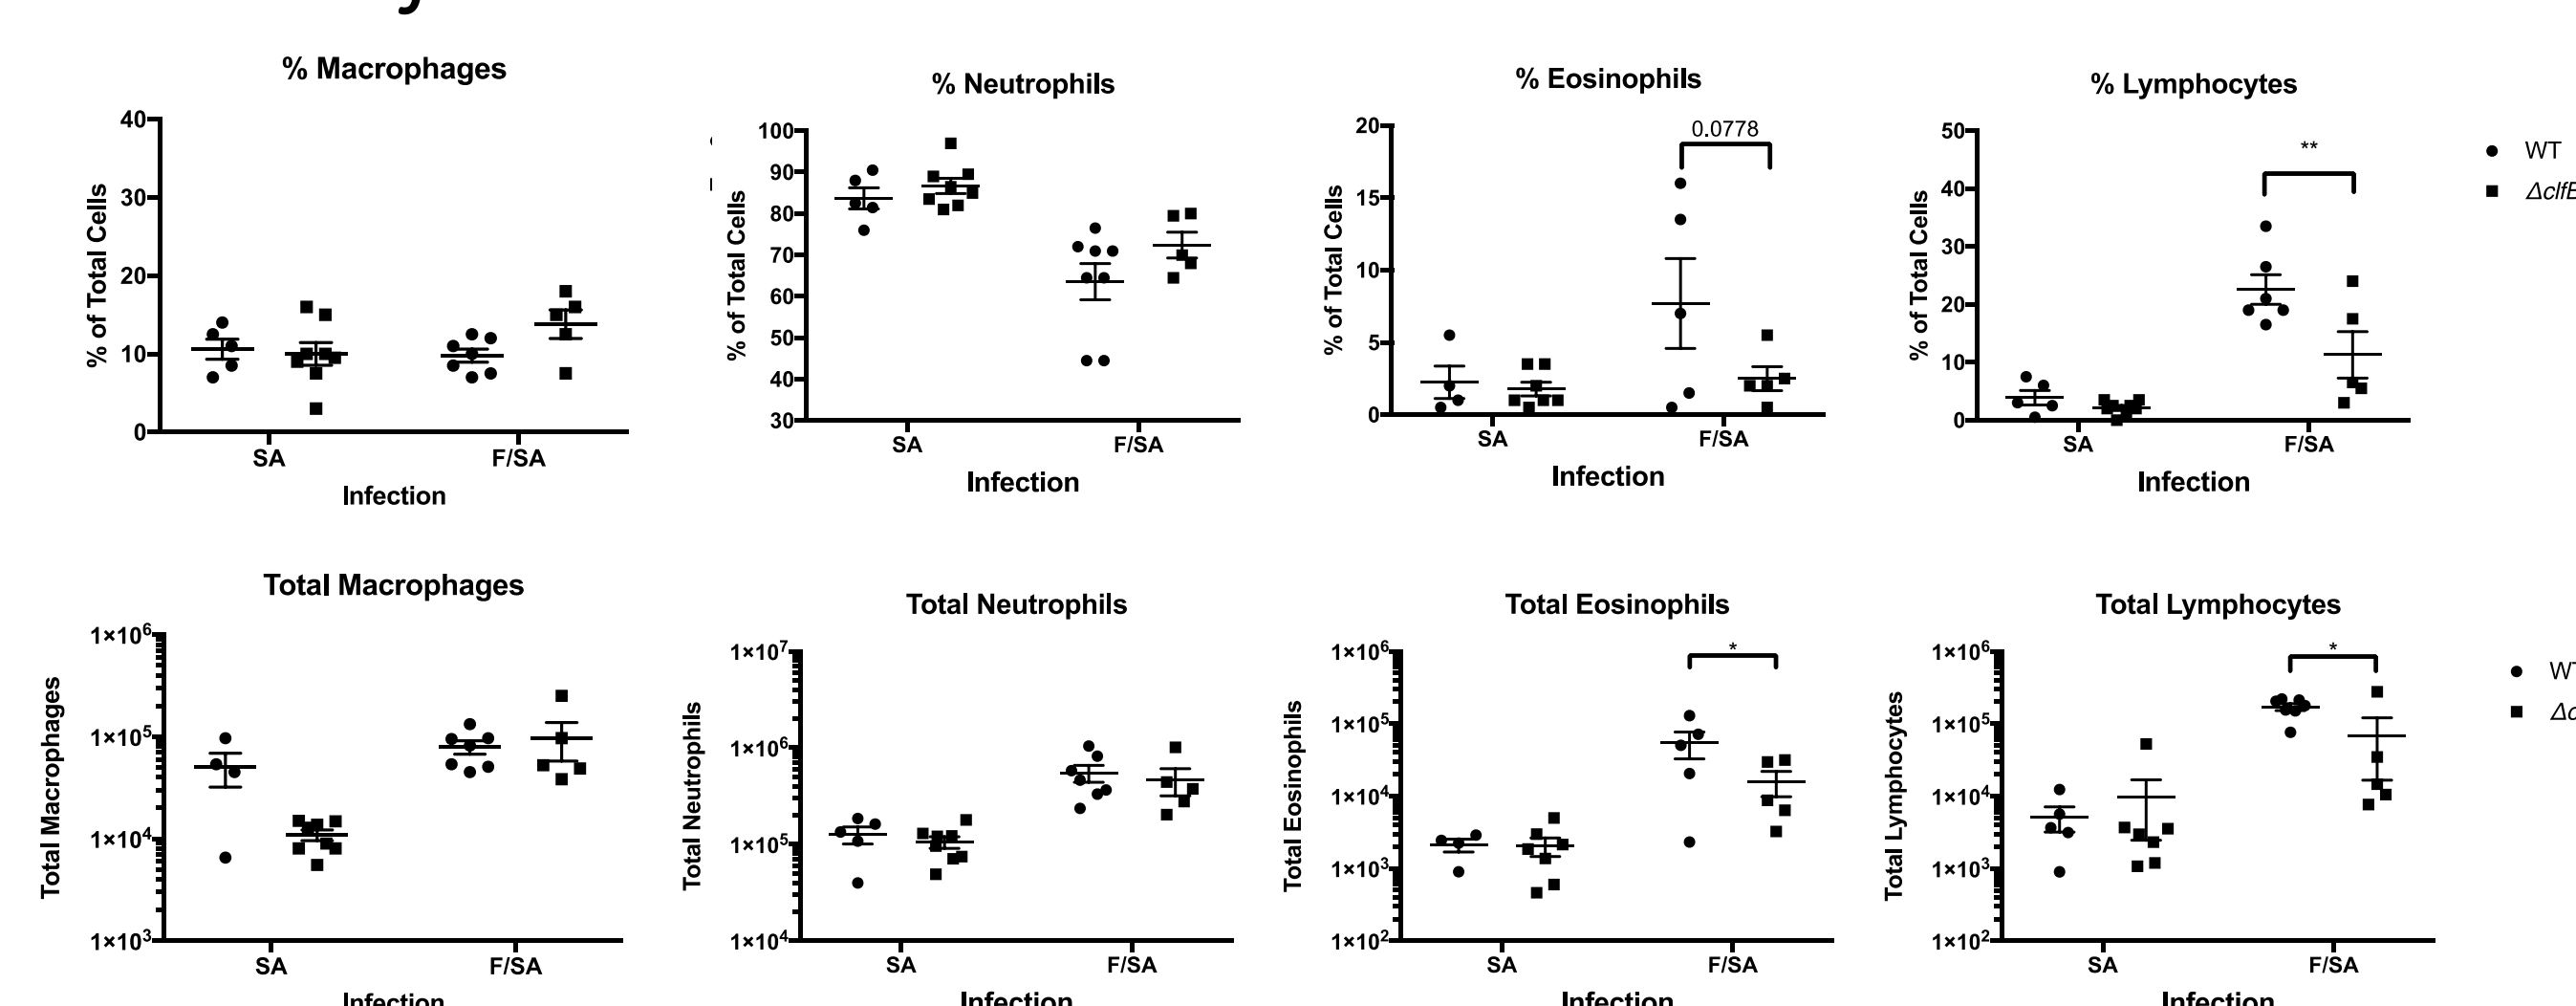 % Macrophages
% of Total Cells
40
30
20
10
0
SA
F/SA
Infection
% Neutrophils
% of Total Cells
100
90
80
70
60
50
40
30
SA
F/SA
Infection
% Eosinophils
% of Total Cells
20
15
10
5
0
0.0778
SA
F/SA
Infection
% Lymphocytes
% of Total Cells
50
40
30
20
10
0
**
SA
F/SA
Infection
WT
Total Macrophages
Total Macrophages
1×10⁶
1×10⁵
1×10⁴
1×10³
SA
F/SA
Infection
Total Neutrophils
Total Neutrophils
1×10⁷
1×10⁶
1×10⁵
1×10⁴
SA
F/SA
Infection
Total Eosinophils
Total Eosinophils
1×10⁶
1×10⁵
1×10⁴
1×10³
1×10²
*
SA
F/SA
Infection
Total Lymphocytes
Total Lymphocytes
1×10⁶
1×10⁵
1×10⁴
1×10³
1×10²
*
SA
F/SA
Infection
WT